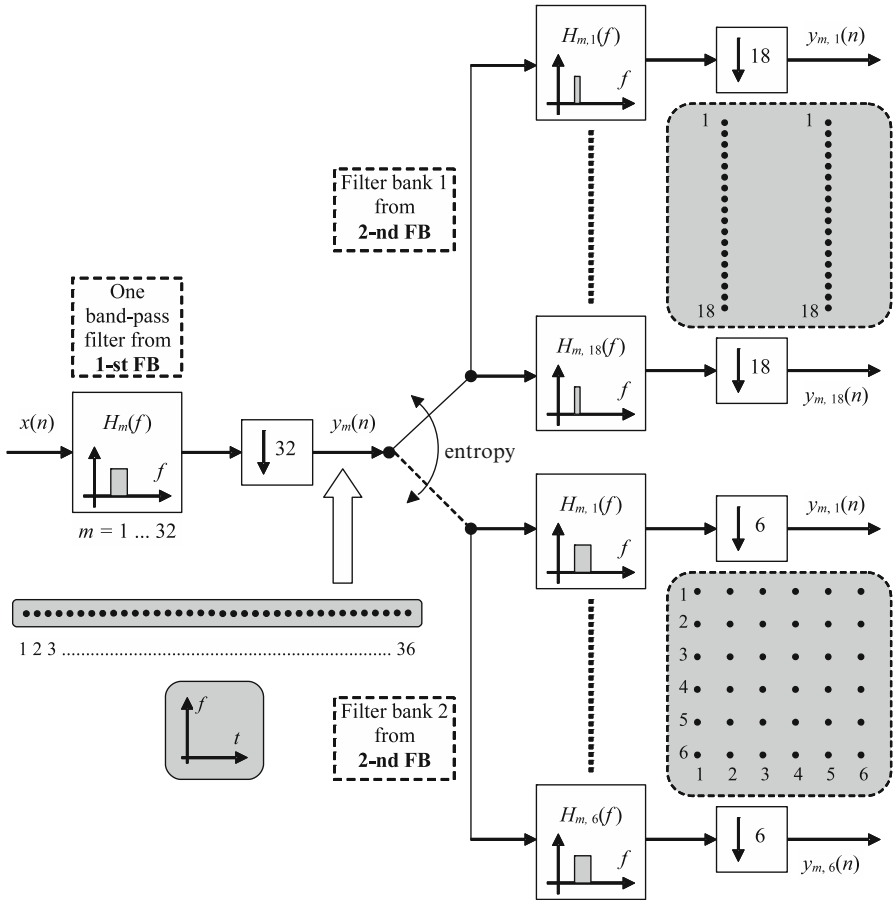 H_{m,1}(f)
f
18
y_{m, 1}(n)
1 1
18 18
Filter bank 1
from
2-nd FB
One
band-pass
filter from
1-st FB
H_{m, 18}(f)
f
18
y_{m, 18}(n)
x(n)
H_m(f)
f
32
y_m(n)
entropy
m = 1 ... 32
H_{m, 1}(f)
f
6
y_{m, 1}(n)
1
2
3
4
5
6
1 2 3 4 5 6
1 2 3 ............................................................................. 36
f
t
Filter bank 2
from
2-nd FB
H_{m, 6}(f)
f
6
y_{m, 6}(n)